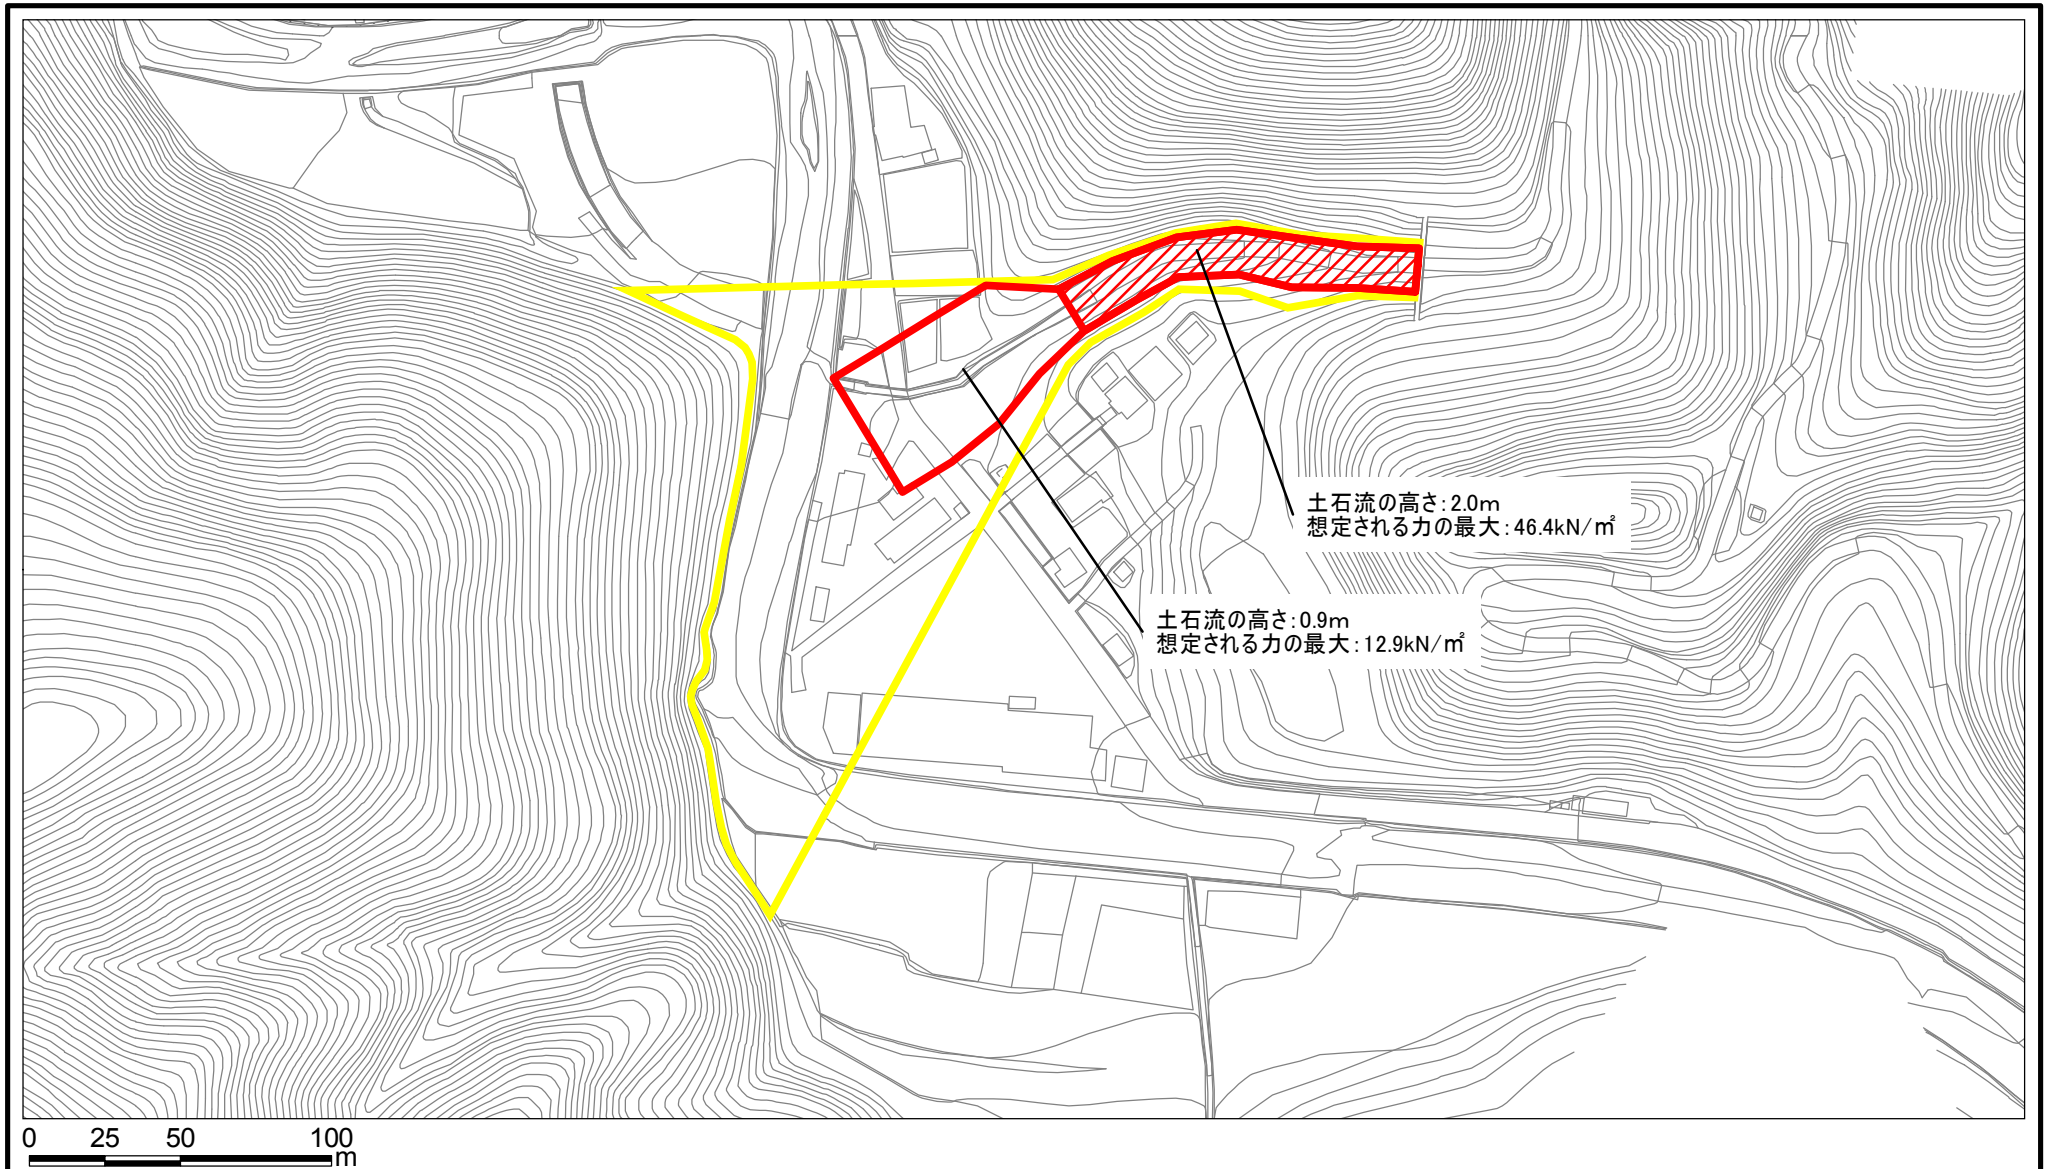 土石流の高さ:2.0m
想定される力の最大:46.4kN/㎡
土石流の高さ:0.9m
想定される力の最大:12.9kN/㎡
0 25 50 100
m